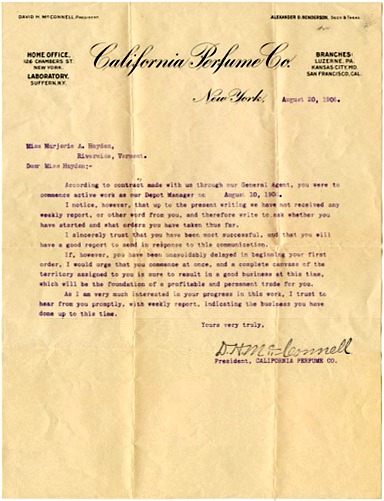 DAVID H. McCONNELL, PRESIDENT.
ALEXANDER D. HENDERSON, SECY & TREAS.
HOME OFFICE,
126 CHAMBERS ST.
NEW YORK.
LABORATORY,
SUFFERN, N.Y.
California Perfume Co.
BRANCHES:
LUZERNE, PA.
KANSAS CITY, MO.
SAN FRANCISCO, CAL.
New York, August 20, 1906.
Miss Marjorie A. Hayden,
Riverside, Vermont.
Dear Miss Hayden;-
According to contract made with us through our General Agent, you were to
commence active work as our Depot Manager on August 10, 190
I notice, however, that up to the present writing we have not received any
weekly report, or other word from you, and therefore write to ask whether you
have started and what orders you have taken thus far.
I sincerely trust that you have been most successful, and that you will
have a good report to send in response to this communication.
If, however, you have been unavoidably delayed in beginning your first
order, I would urge that you commence at once, and a complete canvass of the
territory assigned to you is sure to result in a good business at this time,
which will be the foundation of a profitable and permanent trade for you.
As I am very much interested in your progress in this work, I trust to
hear from you promptly, with weekly report, indicating the business you have
done up to this time.
Yours very truly,
D. H. McConnell
President, CALIFORNIA PERFUME CO.